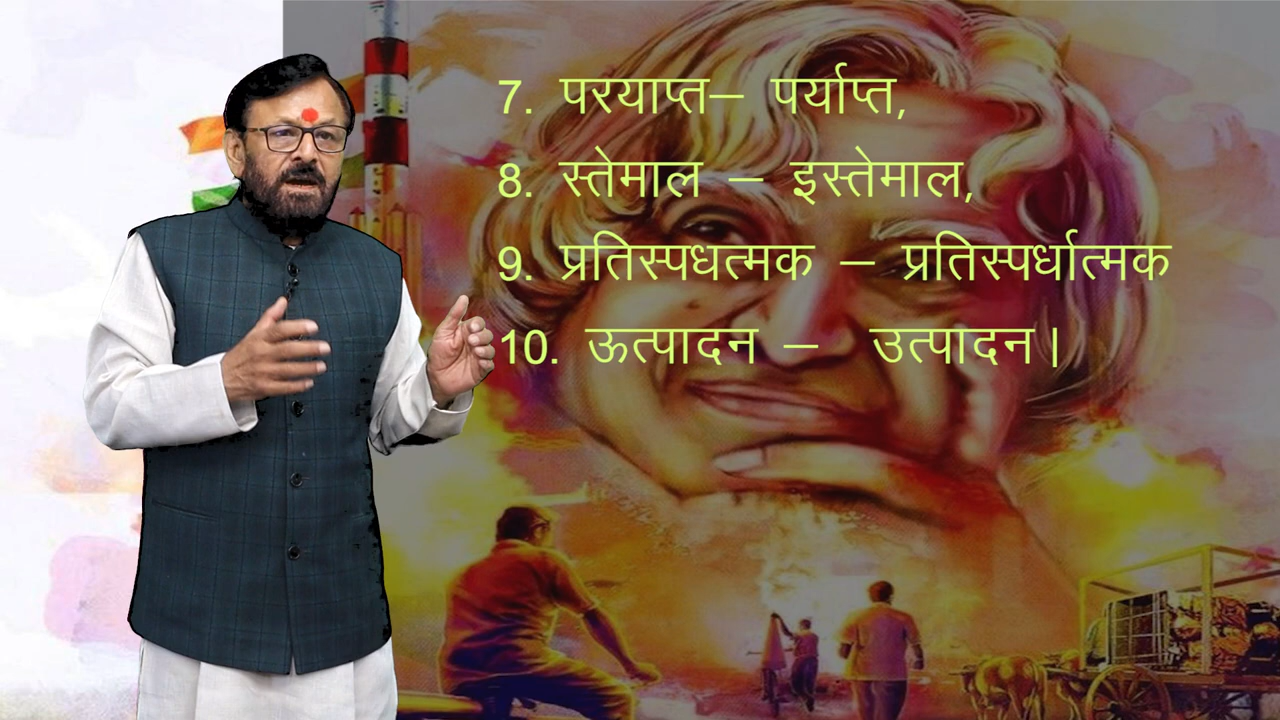 7. परयाप्त– पर्याप्त,
8. स्तेमाल – इस्तेमाल,
9. प्रतिस्पधत्मक – प्रतिस्पर्धात्मक
10. ऊत्पादन – उत्पादन।